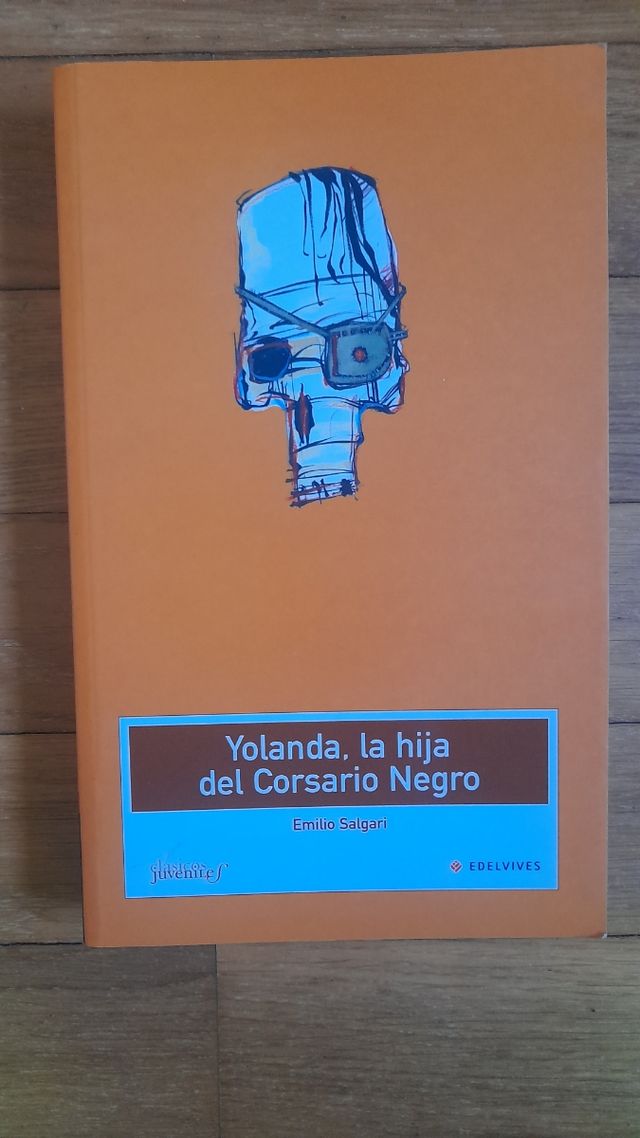 Yolanda, la hija
del Corsario Negro
Emilio Salgari
clásicos
juveniles
EDELVIVES